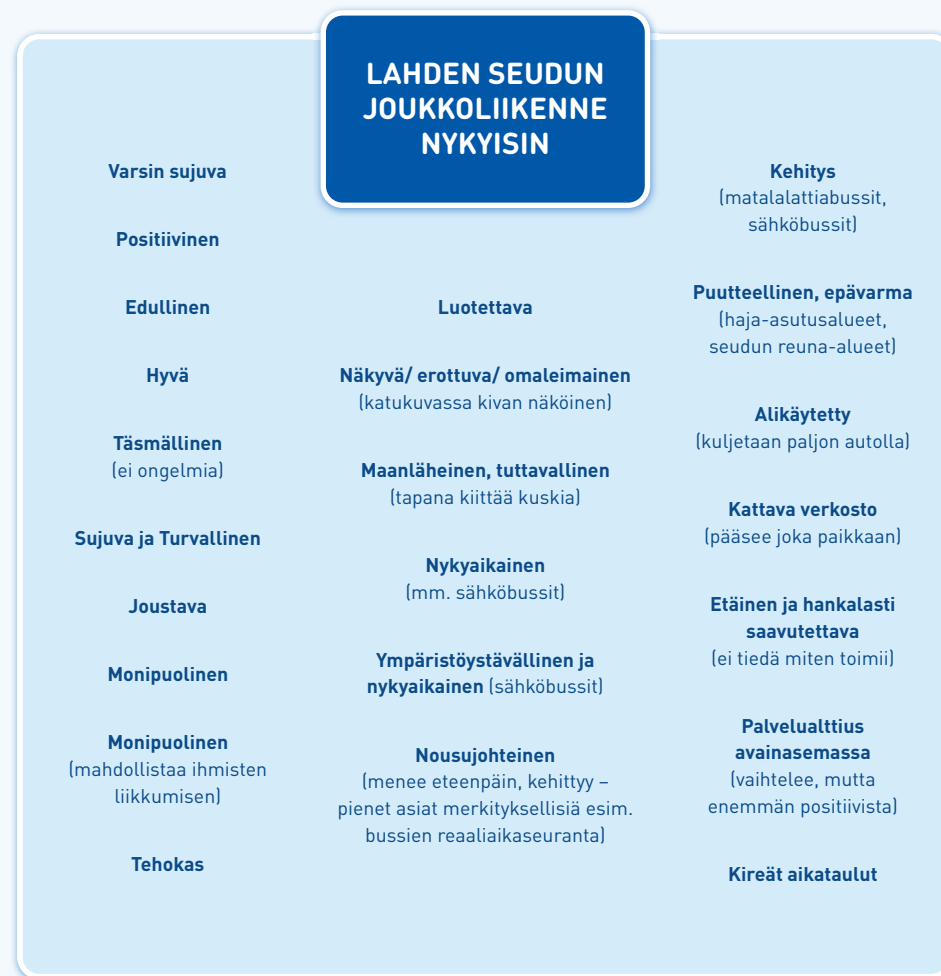 LAHDEN SEUDUN
JOUKKOLIIKENNE
NYKYISIN
Varsin sujuva
Positiivinen
Edullinen
Hyvä
Täsmällinen
(ei ongelmia)
Sujuva ja Turvallinen
Joustava
Monipuolinen
Monipuolinen
(mahdollistaa ihmisten
liikkumisen)
Tehokas
Luotettava
Näkyvä/ erottuva/ omaleimainen
(katukuvassa kivan näköinen)
Maanläheinen, tuttavallinen
(tapana kiittää kuskia)
Nykyaikainen
(mm. sähköbussit)
Ympäristöystävällinen ja
nykyaikainen (sähköbussit)
Nousujohteinen
(menee eteenpäin, kehittyy –
pienet asiat merkityksellisiä esim.
bussien reaaliaikaseuranta)
Kehitys
(matalalattiabussit,
sähköbussit)
Puutteellinen, epävarma
(haja-asutusalueet,
seudun reuna-alueet)
Alikäytetty
(kuljetaan paljon autolla)
Kattava verkosto
(pääsee joka paikkaan)
Etäinen ja hankalasti
saavutettava
(ei tiedä miten toimii)
Palvelualttius
avainasemassa
(vaihtelee, mutta
enemmän positiivista)
Kireät aikataulut